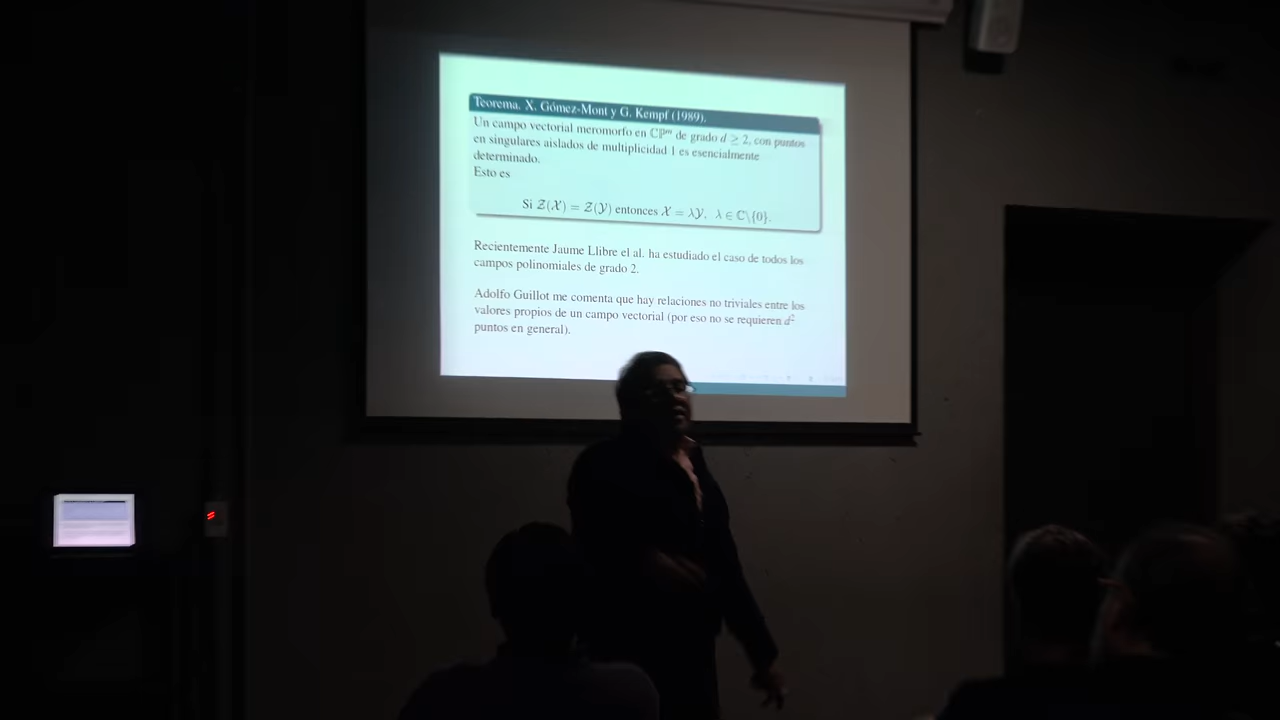 Teorema. X. Gómez-Mont y G. Kempf (1989).
Un campo vectorial meromorfo en ℂℙᵐ de grado d ≥ 2, con puntos
en singulares aislados de multiplicidad 1 es esencialmente
determinado.
Esto es
Si 𝒵(𝒳) = 𝒵(𝒴) entonces 𝒳 = λ𝒴, λ ∈ ℂ\{0}.
Recientemente Jaume Llibre el al. ha estudiado el caso de todos los
campos polinomiales de grado 2.
Adolfo Guillot me comenta que hay relaciones no triviales entre los
valores propios de un campo vectorial (por eso no se requieren d²
puntos en general).